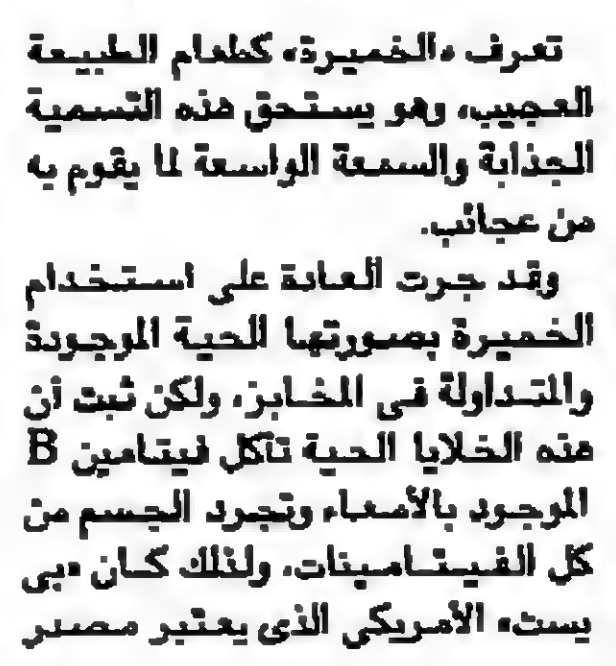 تعرف «الخميرة» كطعام الطبيعة
العجيب، وهو يستحق هذه التسمية
الجذابة والسمعة الواسعة لما يقوم به
من عجائب.
وقد جرت العادة على استخدام
الخميرة بصورتها الحية الموجودة
والمتداولة فى المخابز، ولكن ثبت أن
هذه الخلايا الحية تأكل فيتامين B
الموجود بالأمعاء وتجرد الجسم من
كل الفيتامينات، ولذلك كان «بى
يست» الأمريكى الذى يعتبر مصدر